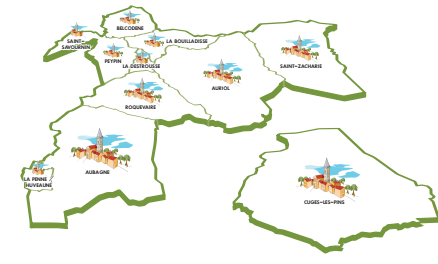 BELCODENE
SAINT-
SAVOURNIN
LA BOUILLADISSE
PEYPIN
LA DESTROUSSE
SAINT-ZACHARIE
AURIOL
ROQUEVAIRE
AUBAGNE
LA PENNE
HUVEAUNE
CUGES-LES-PINS